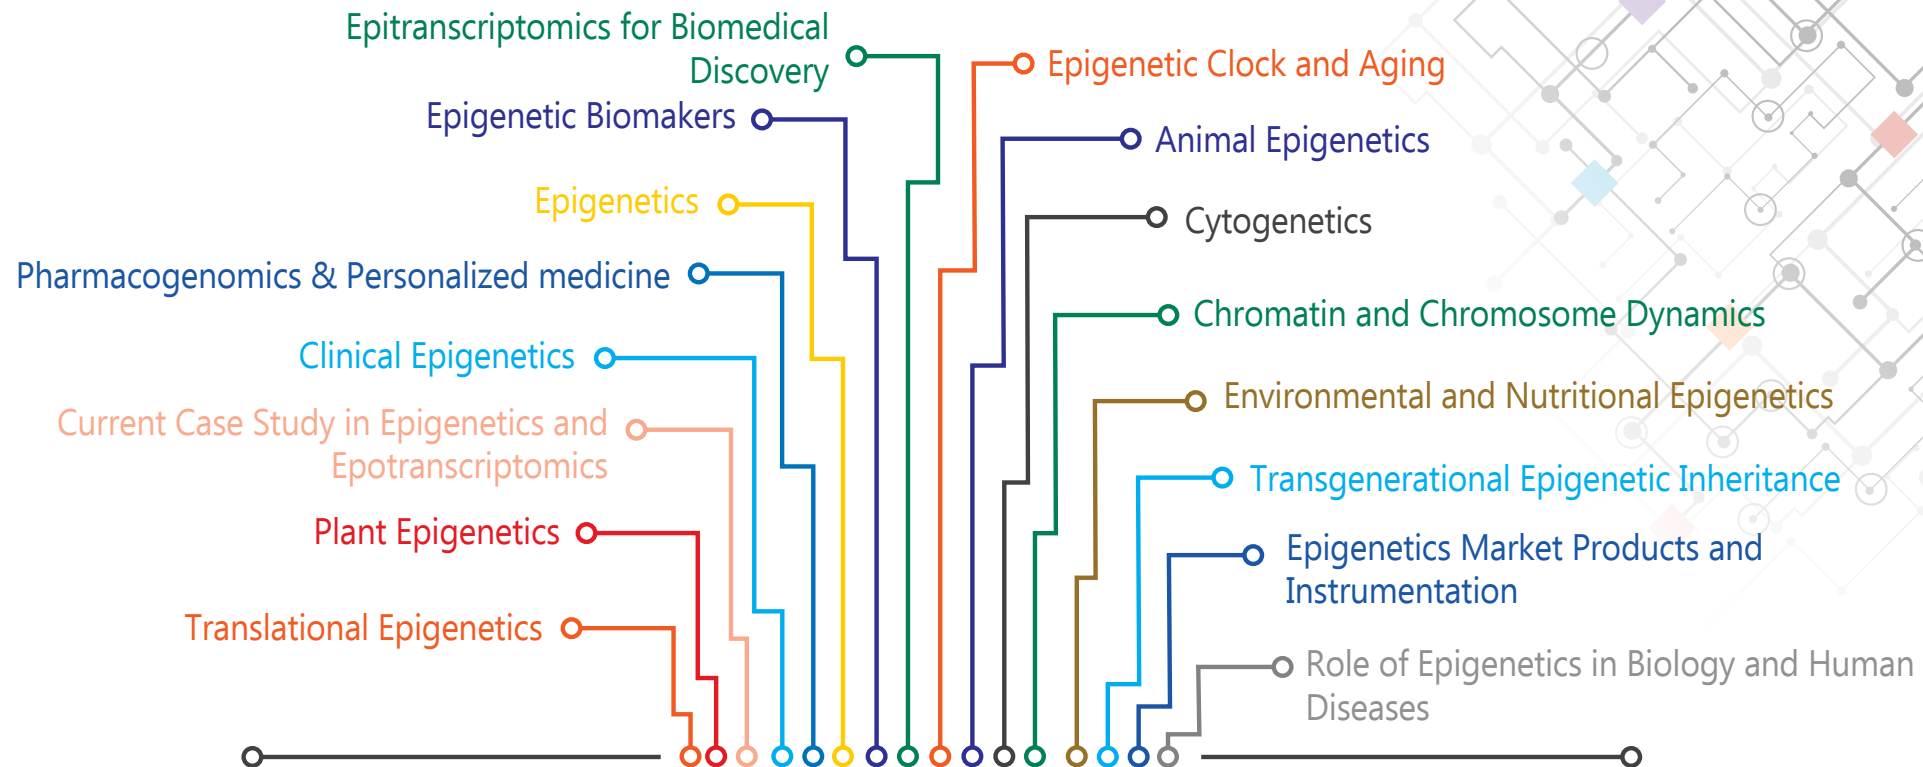 Epitranscriptomics for Biomedical
Discovery
Epigenetic Biomakers
Epigenetics
Pharmacogenomics & Personalized medicine
Clinical Epigenetics
Current Case Study in Epigenetics and
Epotranscriptomics
Plant Epigenetics
Translational Epigenetics
Epigenetic Clock and Aging
Animal Epigenetics
Cytogenetics
Chromatin and Chromosome Dynamics
Environmental and Nutritional Epigenetics
Transgenerational Epigenetic Inheritance
Epigenetics Market Products and
Instrumentation
Role of Epigenetics in Biology and Human
Diseases